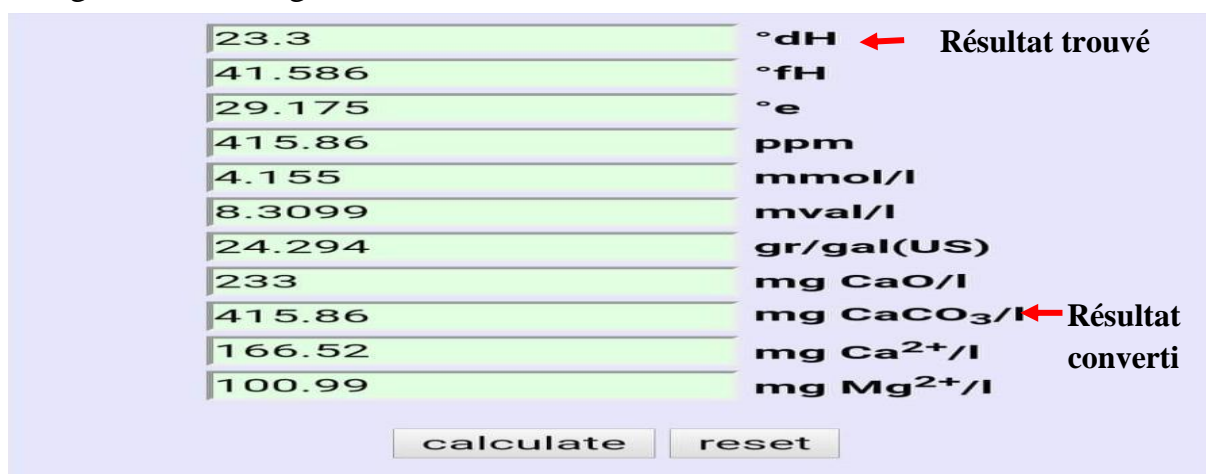 23.3 °dH Résultat trouvé
41.586 °fH
29.175 °e
415.86 ppm
4.155 mmol/l
8.3099 mval/l
24.294 gr/gal(US)
233 mg CaO/l
415.86 mg CaCO₃/l Résultat
166.52 mg Ca²⁺/l converti
100.99 mg Mg²⁺/l
calculate reset